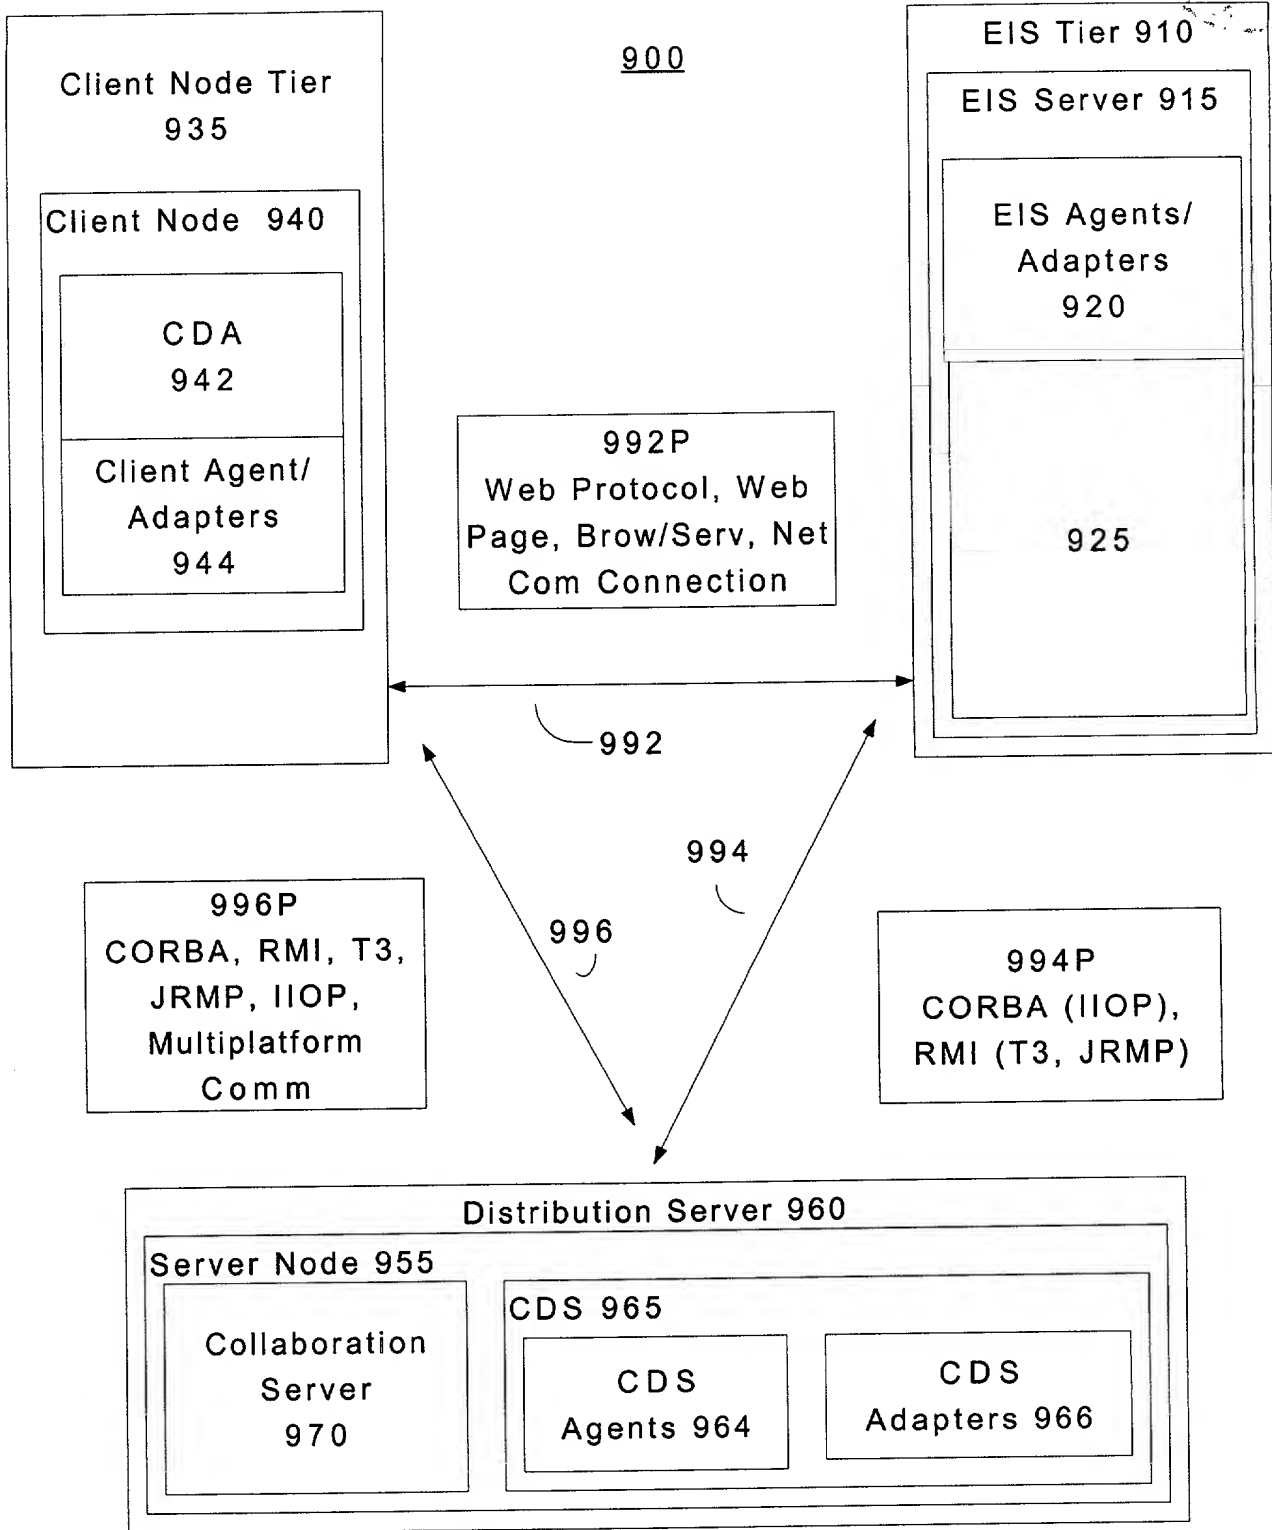 900
Client Node Tier
935
Client Node 940
CDA
942
Client Agent/
Adapters
944
EIS Tier 910
EIS Server 915
EIS Agents/
Adapters
920
925
992P
Web Protocol, Web
Page, Brow/Serv, Net
Com Connection
992
994
996
996P
CORBA, RMI, T3,
JRMP, IIOP,
Multiplatform
Comm
994P
CORBA (IIOP),
RMI (T3, JRMP)
Distribution Server 960
Server Node 955
Collaboration
Server
970
CDS 965
CDS
Agents 964
CDS
Adapters 966